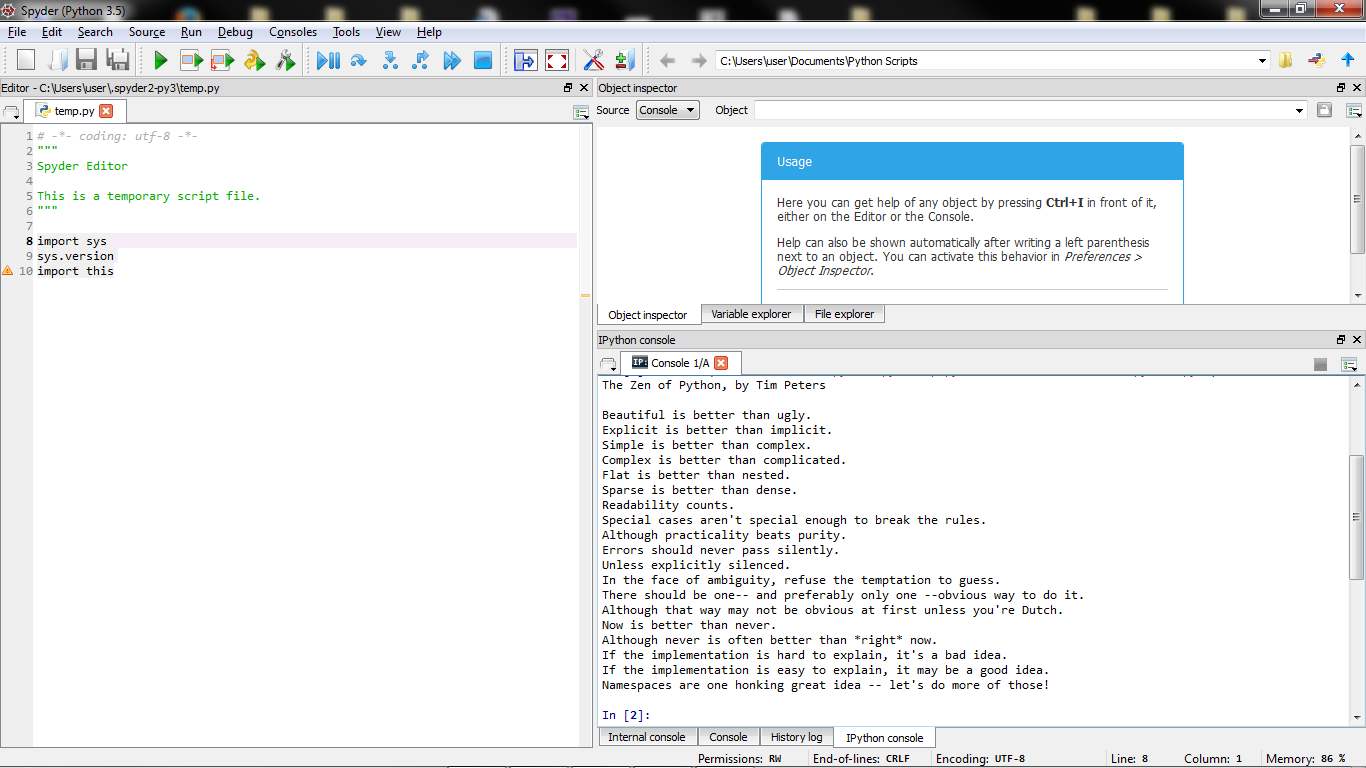 Spyder (Python 3.5)
File Edit Search Source Run Debug Consoles Tools View Help
C:\Users\user\Documents\Python Scripts
Editor - C:\Users\user\.spyder2-py3\temp.py
temp.py
1 # -*- coding: utf-8 -*-
2 """
3 Spyder Editor
4
5 This is a temporary script file.
6 """
7
8 import sys
9 sys.version
10 import this
Object inspector
Source Console Object
Usage
Here you can get help of any object by pressing Ctrl+I in front of it,
either on the Editor or the Console.
Help can also be shown automatically after writing a left parenthesis
next to an object. You can activate this behavior in Preferences >
Object Inspector.
Object inspector Variable explorer File explorer
IPython console
IP: Console 1/A
The Zen of Python, by Tim Peters
Beautiful is better than ugly.
Explicit is better than implicit.
Simple is better than complex.
Complex is better than complicated.
Flat is better than nested.
Sparse is better than dense.
Readability counts.
Special cases aren't special enough to break the rules.
Although practicality beats purity.
Errors should never pass silently.
Unless explicitly silenced.
In the face of ambiguity, refuse the temptation to guess.
There should be one-- and preferably only one --obvious way to do it.
Although that way may not be obvious at first unless you're Dutch.
Now is better than never.
Although never is often better than *right* now.
If the implementation is hard to explain, it's a bad idea.
If the implementation is easy to explain, it may be a good idea.
Namespaces are one honking great idea -- let's do more of those!
In [2]:
Internal console Console History log IPython console
Permissions: RW End-of-lines: CRLF Encoding: UTF-8 Line: 8 Column: 1 Memory: 86 %